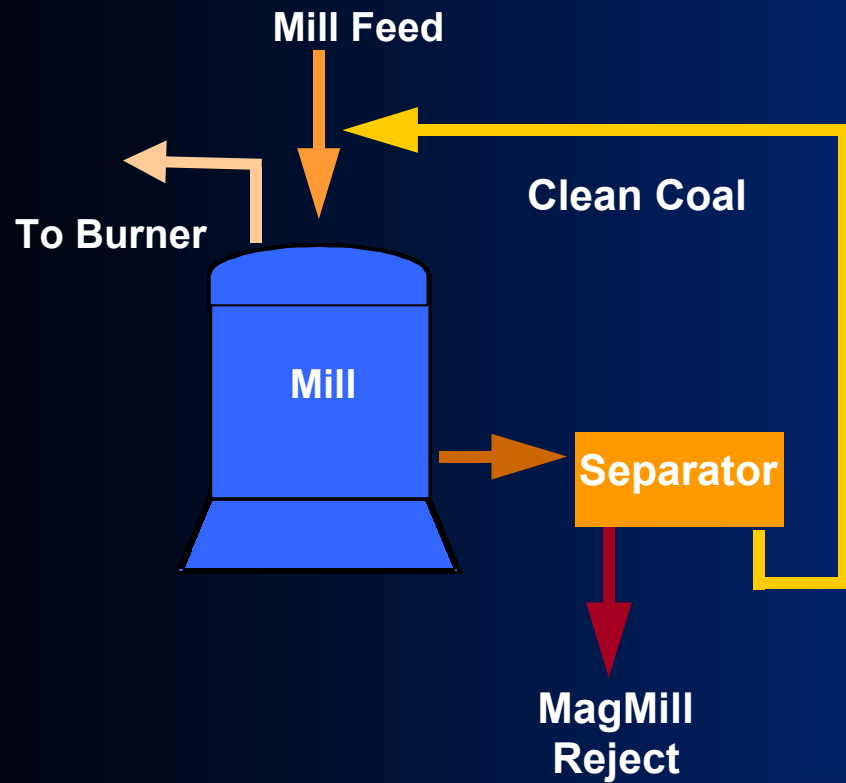 Mill Feed
Clean Coal
To Burner
Mill
Separator
MagMill
Reject